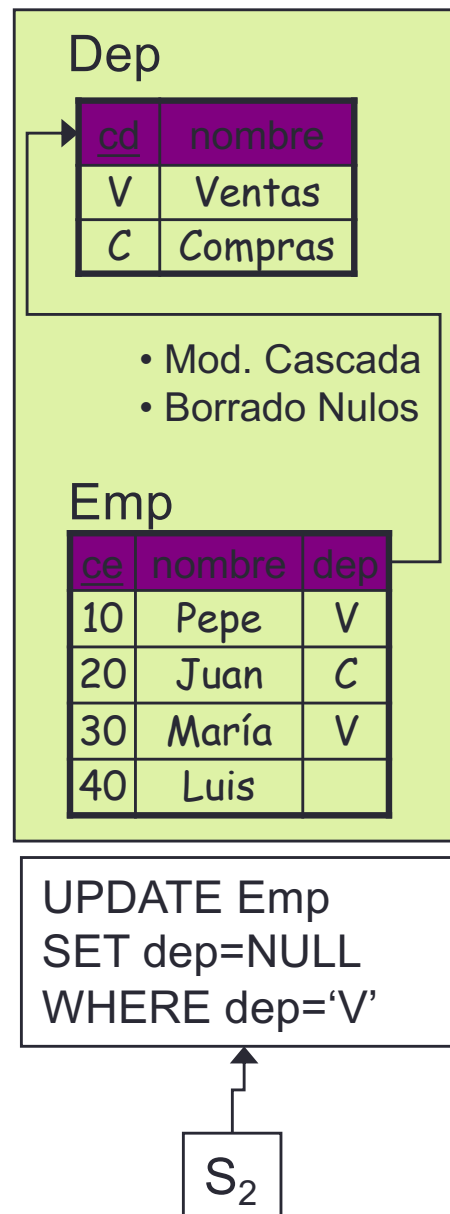 Dep
cd nombre
V Ventas
C Compras
• Mod. Cascada
• Borrado Nulos
Emp
ce nombre dep
10 Pepe V
20 Juan C
30 María V
40 Luis
UPDATE Emp
SET dep=NULL
WHERE dep=‘V’
S₂